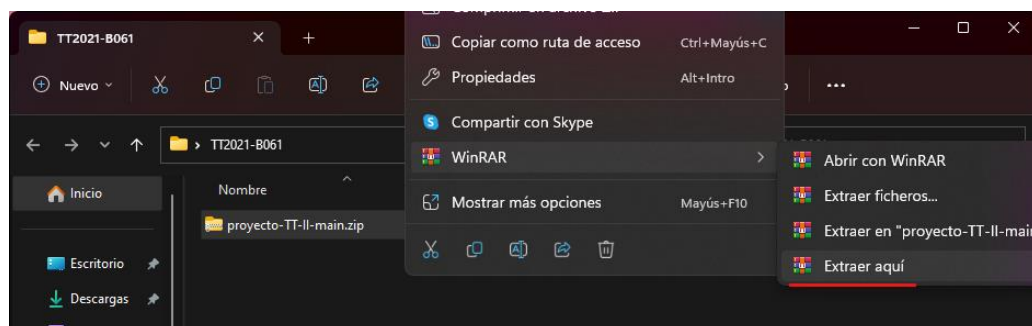 TT2021-B061
Nuevo
TT2021-B061
Inicio
Nombre
proyecto-TT-II-main.zip
Escritorio
Descargas
Copiar como ruta de acceso Ctrl+Mayús+C
Propiedades Alt+Intro
Compartir con Skype
WinRAR
Mostrar más opciones Mayús+F10
Abrir con WinRAR
Extraer ficheros...
Extraer en "proyecto-TT-II-mai
Extraer aquí